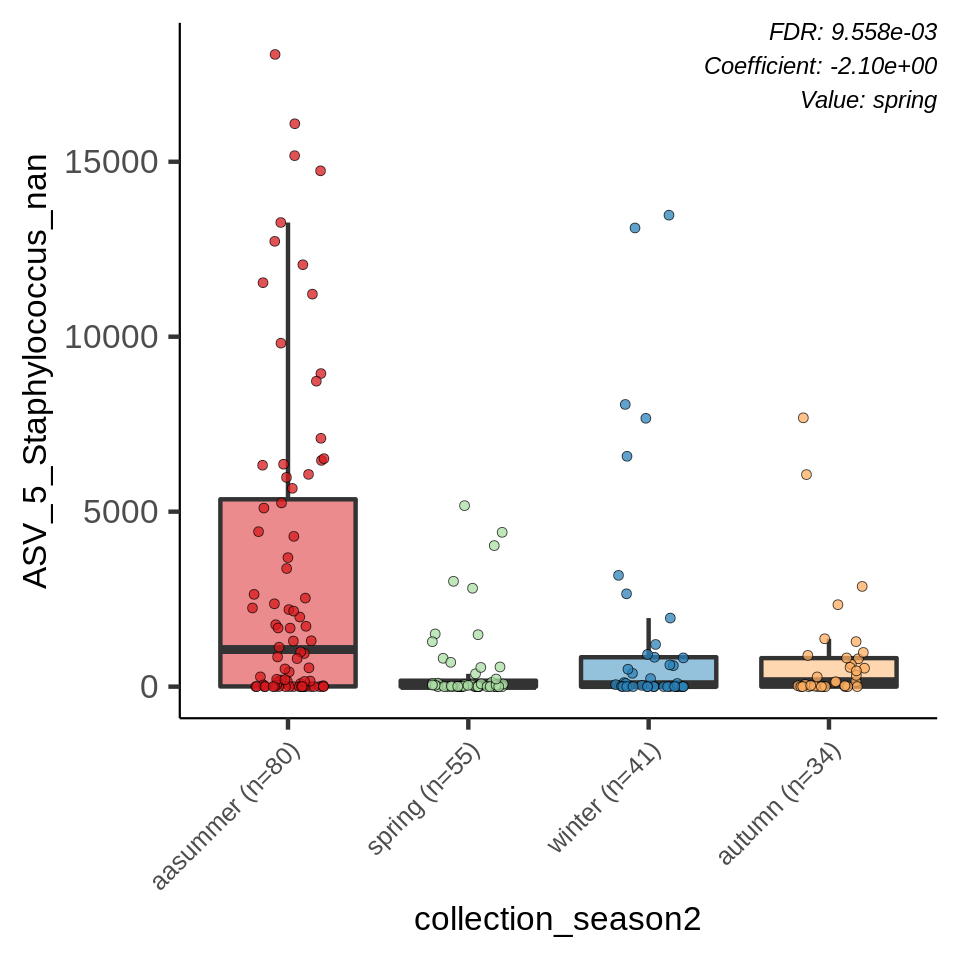 FDR: 9.558e-03
Coefficient: -2.10e+00
Value: spring
ASV_5_Staphylococcus_nan
15000
10000
5000
0
aasummer (n=80)
spring (n=55)
winter (n=41)
autumn (n=34)
collection_season2